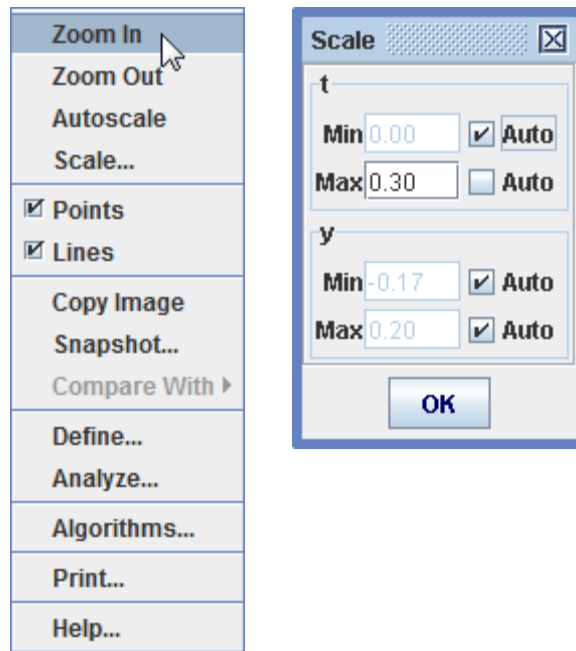 Zoom In
Zoom Out
Autoscale
Scale...
Points
Lines
Copy Image
Snapshot...
Compare With
Define...
Analyze...
Algorithms...
Print...
Help...
Scale
t
Min 0.00 Auto
Max 0.30 Auto
y
Min -0.17 Auto
Max 0.20 Auto
OK